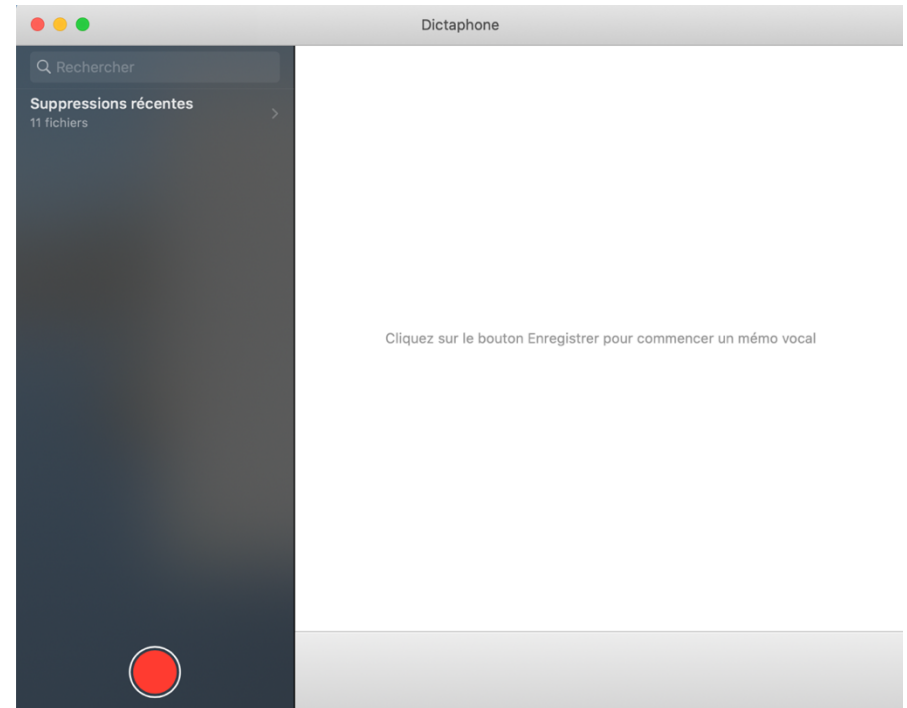 Dictaphone
Rechercher
Suppressions récentes
11 fichiers
Cliquez sur le bouton Enregistrer pour commencer un mémo vocal